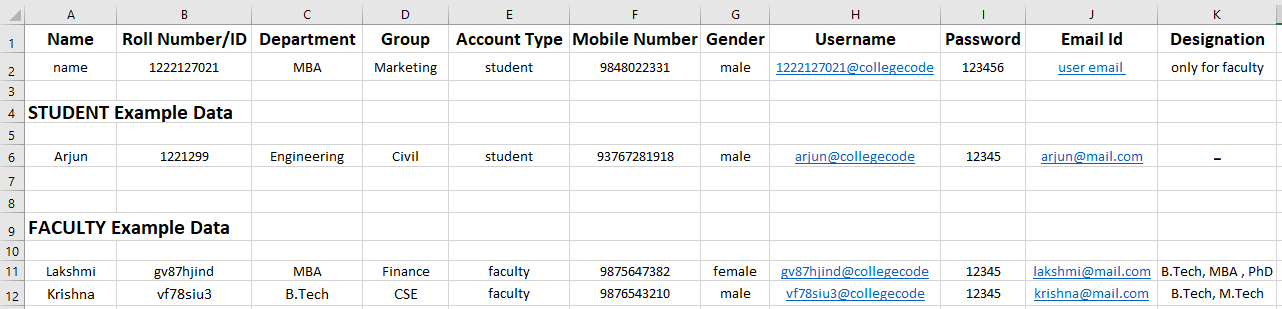 A B C D E F G H I J K
1 Name Roll Number/ID Department Group Account Type Mobile Number Gender Username Password Email Id Designation
2 name 1222127021 MBA Marketing student 9848022331 male 1222127021@collegecode 123456 user email only for faculty
3
4 STUDENT Example Data
5
6 Arjun 1221299 Engineering Civil student 93767281918 male arjun@collegecode 12345 arjun@mail.com –
7
8
9 FACULTY Example Data
10
11 Lakshmi gv87hjind MBA Finance faculty 9875647382 female gv87hjind@collegecode 12345 lakshmi@mail.com B.Tech, MBA , PhD
12 Krishna vf78siu3 B.Tech CSE faculty 9876543210 male vf78siu3@collegecode 12345 krishna@mail.com B.Tech, M.Tech